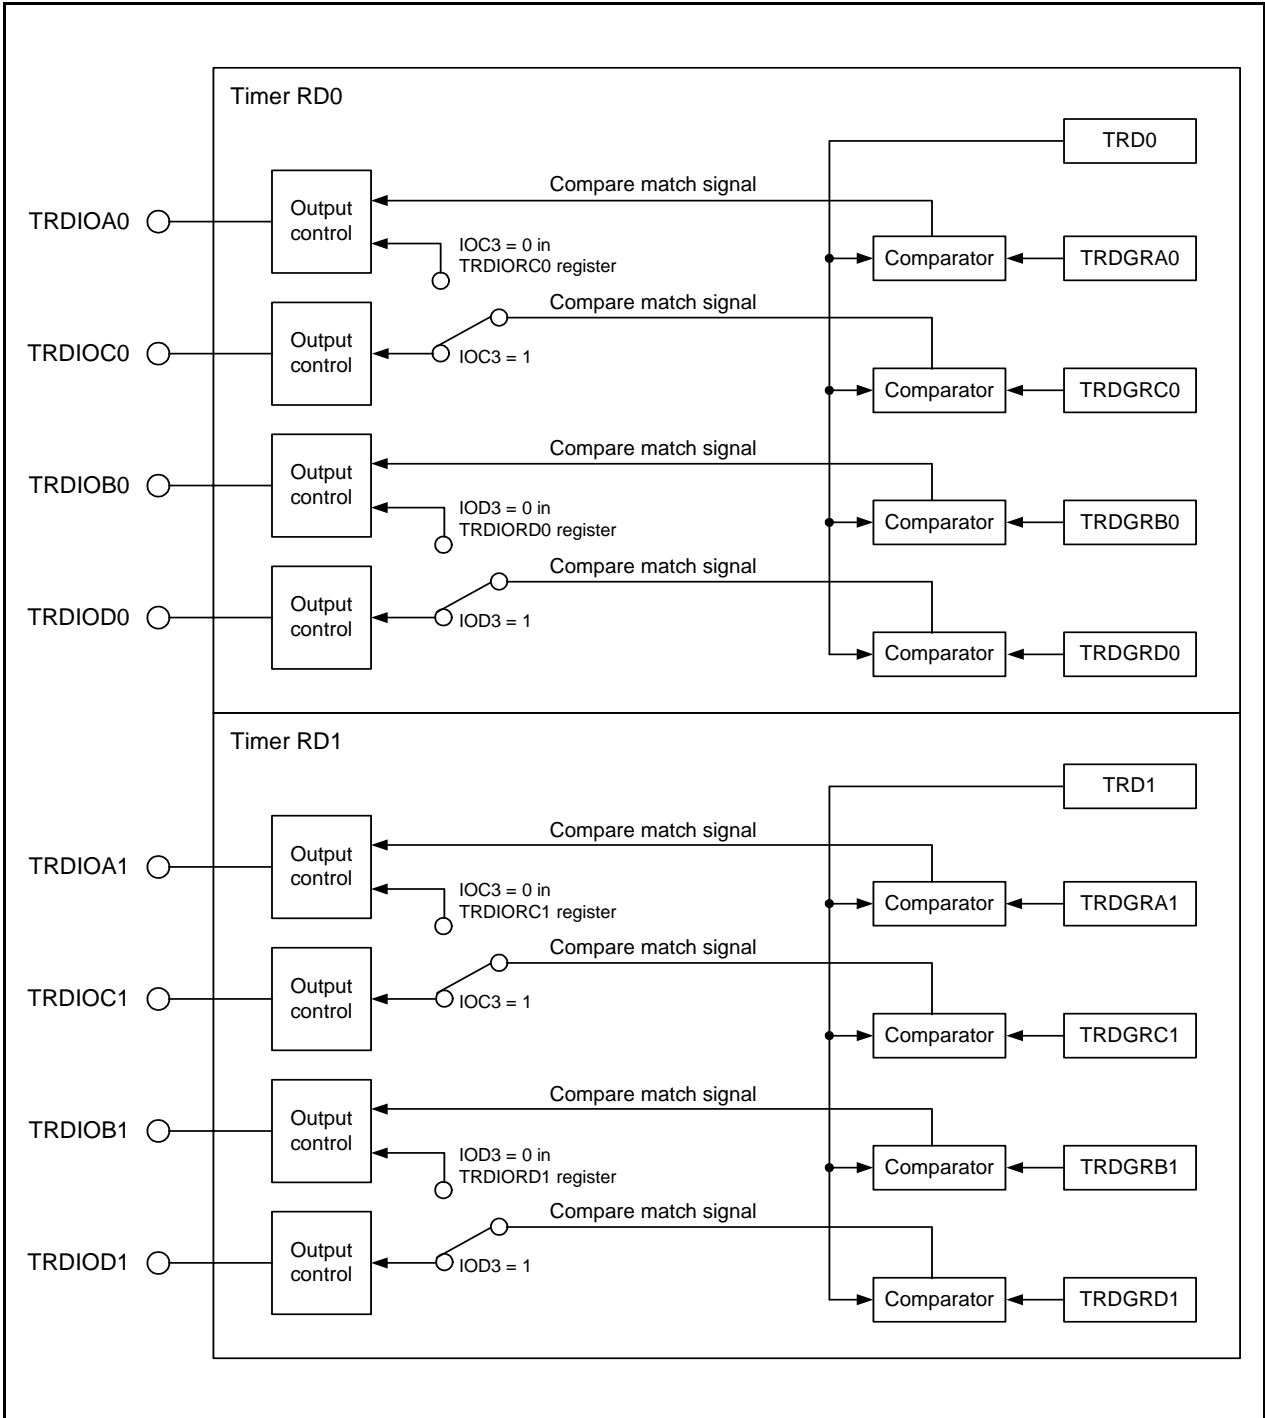 Timer RD0
TRD0
Compare match signal
TRDIOA0
Output
control
IOC3 = 0 in
TRDIORC0 register
Comparator
TRDGRA0
Compare match signal
TRDIOC0
Output
control
IOC3 = 1
Comparator
TRDGRC0
Compare match signal
TRDIOB0
Output
control
IOD3 = 0 in
TRDIORD0 register
Comparator
TRDGRB0
Compare match signal
TRDIOD0
Output
control
IOD3 = 1
Comparator
TRDGRD0
Timer RD1
TRD1
Compare match signal
TRDIOA1
Output
control
IOC3 = 0 in
TRDIORC1 register
Comparator
TRDGRA1
Compare match signal
TRDIOC1
Output
control
IOC3 = 1
Comparator
TRDGRC1
Compare match signal
TRDIOB1
Output
control
IOD3 = 0 in
TRDIORD1 register
Comparator
TRDGRB1
Compare match signal
TRDIOD1
Output
control
IOD3 = 1
Comparator
TRDGRD1